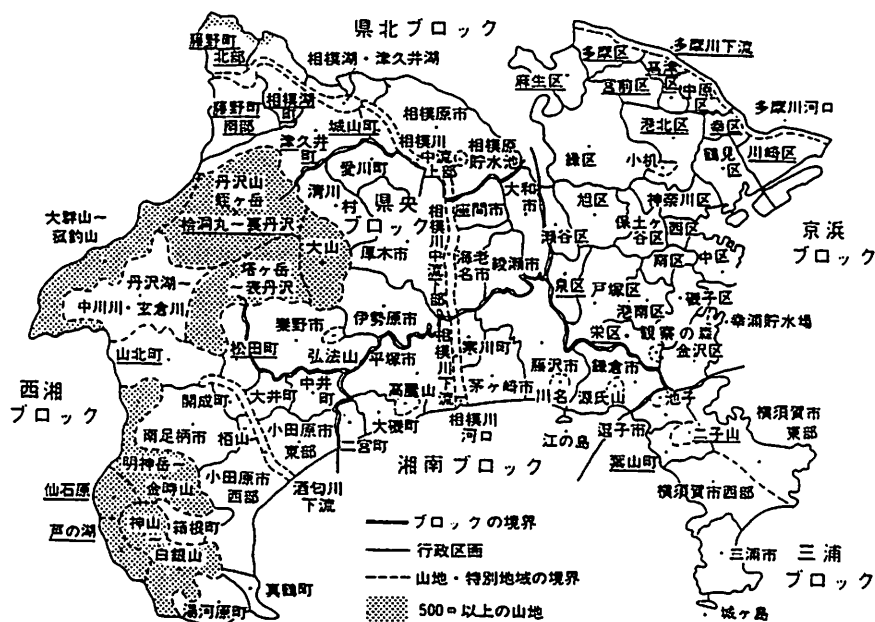 県北ブロック
藤野町
北部
相模湖・津久井湖
藤野町
南部
相模湖
町
城山町
相模原市
津久井
町
相模川
中流
上部
相模原
貯水池
愛川町
清川
村
県央
ブロック
厚木市
座間市
大和
市
海老
名市
綾瀬市
相模川中流下部
丹沢山
蛭ヶ岳
桧洞丸ー裏丹沢
大群山ー
菰釣山
大山
塔ヶ岳
ー表丹沢
丹沢湖ー
中川川・玄倉川
秦野市
伊勢原市
松田町
弘法山
平塚市
相模川下流
寒川町
山北町
西湘
ブロック
開成町
大井町
中井
町
高麗山
茅ヶ崎市
藤沢市
川名
鎌倉市
源氏山
南足柄市
栢山
小田原市
東部
二宮町
大磯町
相模川
河口
江の島
逗子市
湘南ブロック
明神岳ー
金時山
小田原市
西部
酒匂川
下流
仙石原
芦の湖
神山
箱根町
白銀山
真鶴町
湯河原町
多摩区
多摩川下流
麻生区
高津
区
宮前区
中原
区
多摩川河口
港北区
幸区
緑区
小机
鶴見
区
川崎区
旭区
神奈川区
京浜
ブロック
瀬谷区
保土ヶ
谷区
西区
南区
中区
泉区
戸塚区
磯子区
港南区
幸浦貯水場
栄区
観察の森
金沢区
池子
二子山
横須賀市
東部
葉山町
横須賀市西部
三浦市
三浦
ブロック
城ヶ島
ブロックの境界
行政区画
山地・特別地域の境界
500m以上の山地